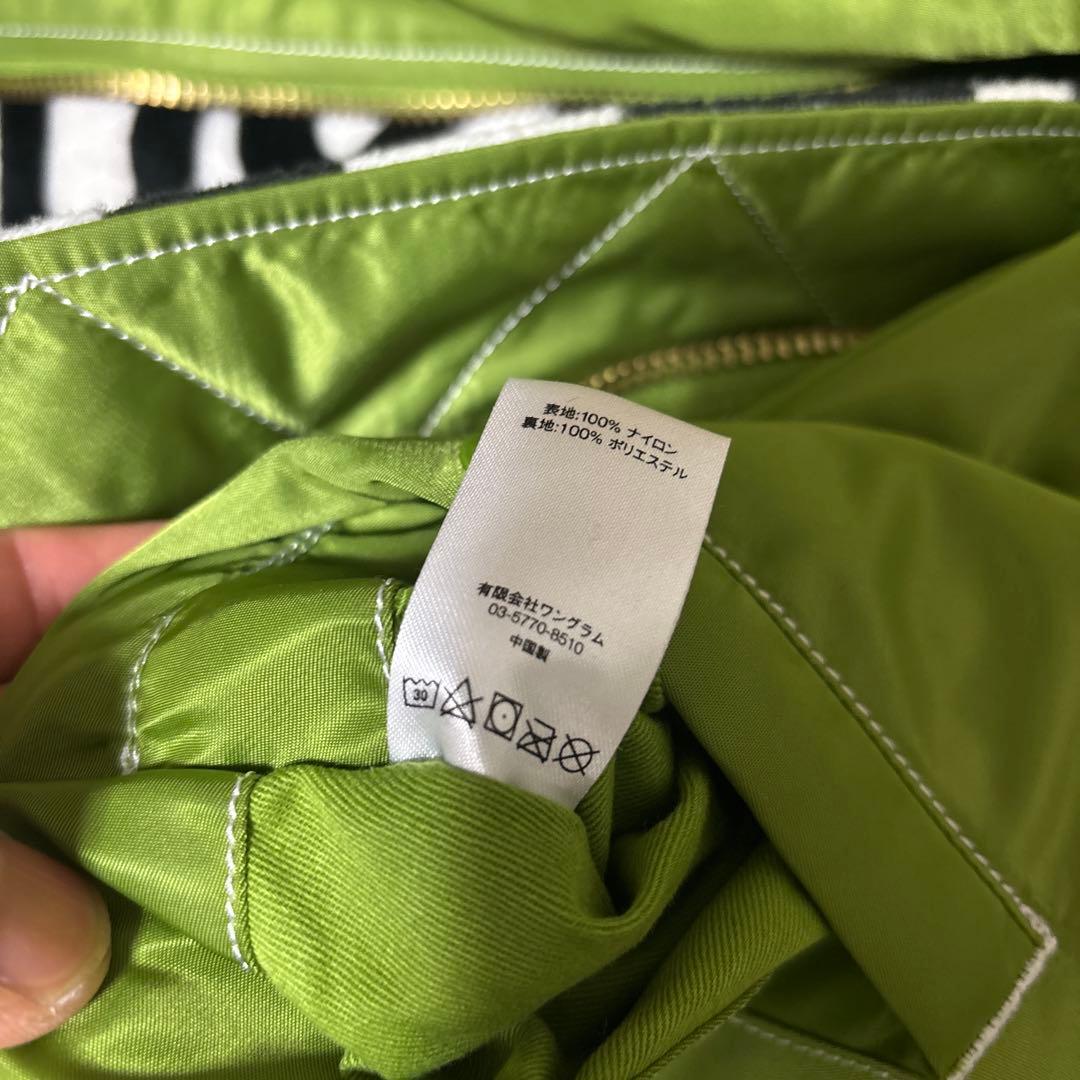 表地:100% ナイロン
裏地:100% ポリエステル
有限会社ワングラム
03-5770-8510
中国製
30